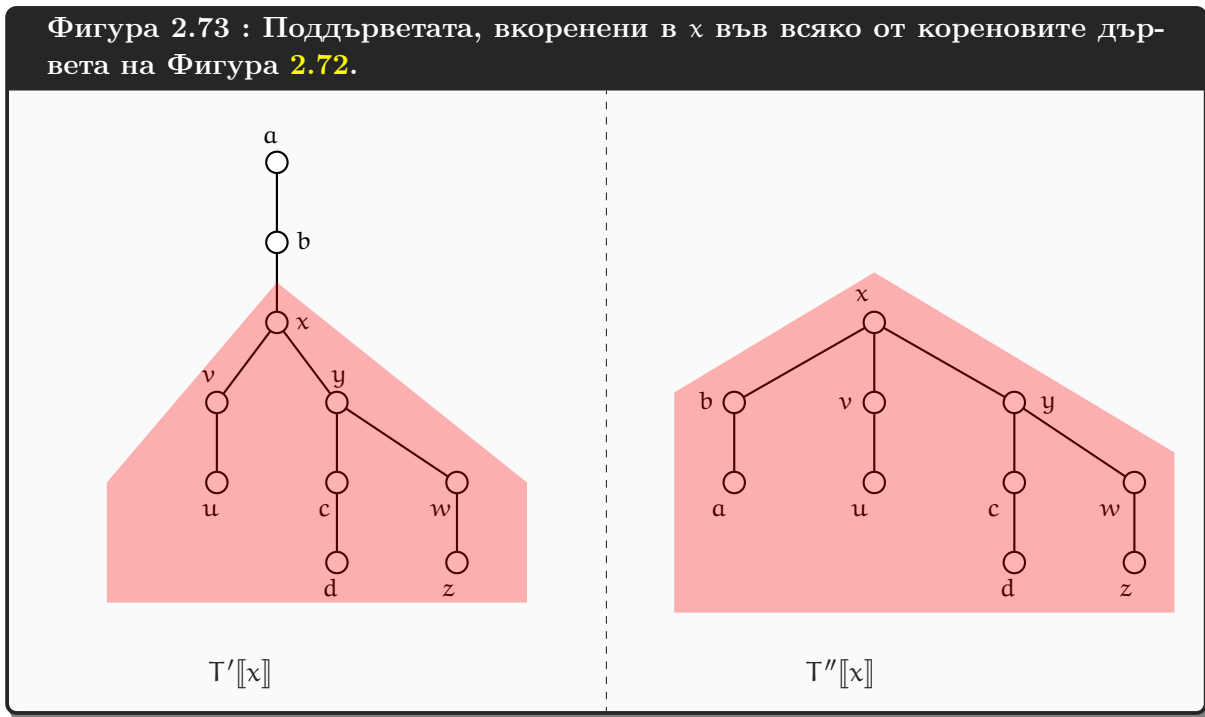 Фигура 2.73 : Поддърветата, вкоренени в x във всяко от кореновите дър-
вета на Фигура 2.72.
a
b
x
v
y
u
c
w
d
z
T′⟦x⟧
x
b
v
y
a
u
c
w
d
z
T″⟦x⟧